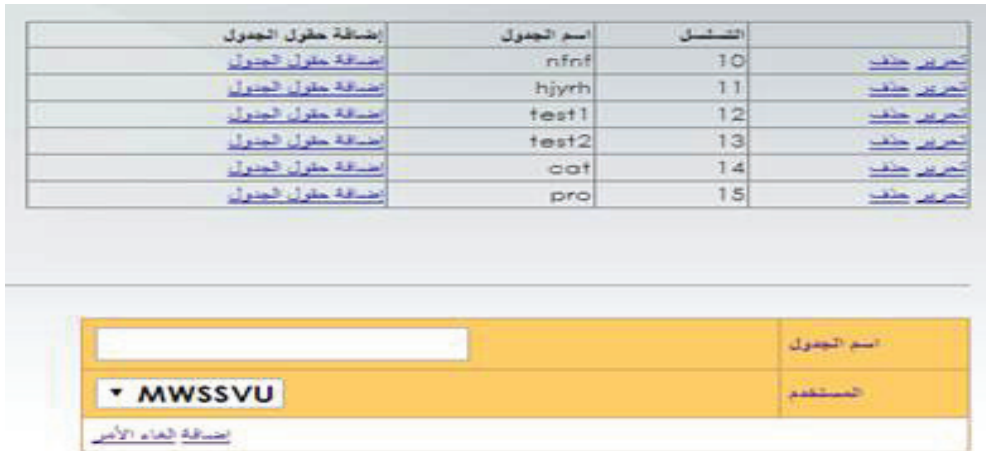 التسلسل اسم الجدول إضافة حقول الجدول
تحرير حذف 10 nfnf إضافة حقول الجدول
تحرير حذف 11 hjyrh إضافة حقول الجدول
تحرير حذف 12 test1 إضافة حقول الجدول
تحرير حذف 13 test2 إضافة حقول الجدول
تحرير حذف 14 cat إضافة حقول الجدول
تحرير حذف 15 pro إضافة حقول الجدول
اسم الجدول
المستخدم MWSSVU
إضافة إلغاء الأمر